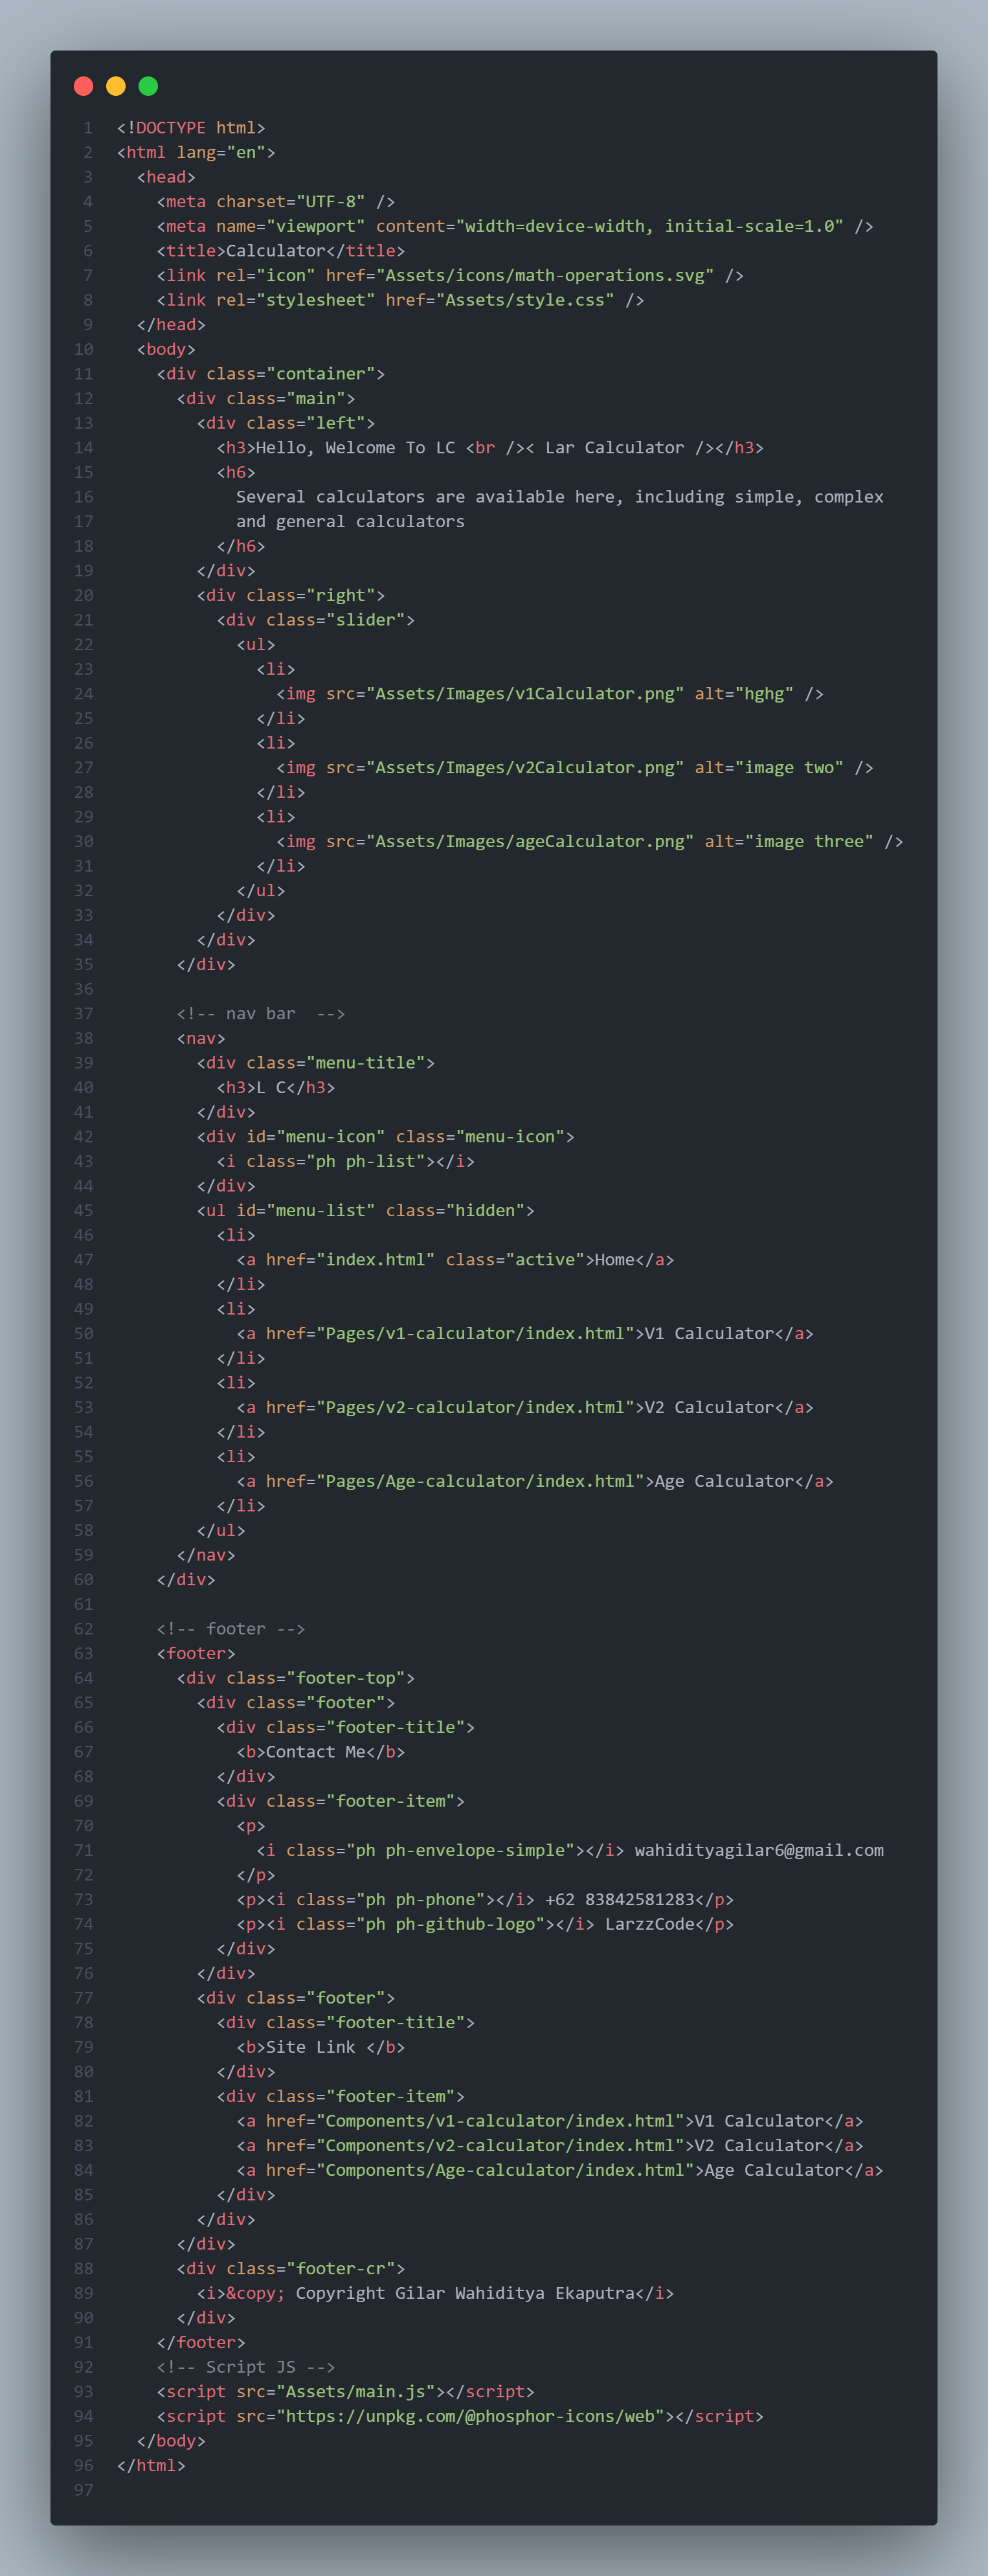 1 <!DOCTYPE html>
2 <html lang="en">
3   <head>
4     <meta charset="UTF-8" />
5     <meta name="viewport" content="width=device-width, initial-scale=1.0" />
6     <title>Calculator</title>
7     <link rel="icon" href="Assets/icons/math-operations.svg" />
8     <link rel="stylesheet" href="Assets/style.css" />
9   </head>
10   <body>
11     <div class="container">
12       <div class="main">
13         <div class="left">
14           <h3>Hello, Welcome To LC <br />< Lar Calculator /></h3>
15           <h6>
16             Several calculators are available here, including simple, complex
17             and general calculators
18           </h6>
19         </div>
20         <div class="right">
21           <div class="slider">
22             <ul>
23               <li>
24                 <img src="Assets/Images/v1Calculator.png" alt="hghg" />
25               </li>
26               <li>
27                 <img src="Assets/Images/v2Calculator.png" alt="image two" />
28               </li>
29               <li>
30                 <img src="Assets/Images/ageCalculator.png" alt="image three" />
31               </li>
32             </ul>
33           </div>
34         </div>
35       </div>
36
37       <!-- nav bar  -->
38       <nav>
39         <div class="menu-title">
40           <h3>L C</h3>
41         </div>
42         <div id="menu-icon" class="menu-icon">
43           <i class="ph ph-list"></i>
44         </div>
45         <ul id="menu-list" class="hidden">
46           <li>
47             <a href="index.html" class="active">Home</a>
48           </li>
49           <li>
50             <a href="Pages/v1-calculator/index.html">V1 Calculator</a>
51           </li>
52           <li>
53             <a href="Pages/v2-calculator/index.html">V2 Calculator</a>
54           </li>
55           <li>
56             <a href="Pages/Age-calculator/index.html">Age Calculator</a>
57           </li>
58         </ul>
59       </nav>
60     </div>
61
62     <!-- footer -->
63     <footer>
64       <div class="footer-top">
65         <div class="footer">
66           <div class="footer-title">
67             <b>Contact Me</b>
68           </div>
69           <div class="footer-item">
70             <p>
71               <i class="ph ph-envelope-simple"></i> wahidityagilar6@gmail.com
72             </p>
73             <p><i class="ph ph-phone"></i> +62 83842581283</p>
74             <p><i class="ph ph-github-logo"></i> LarzzCode</p>
75           </div>
76         </div>
77         <div class="footer">
78           <div class="footer-title">
79             <b>Site Link </b>
80           </div>
81           <div class="footer-item">
82             <a href="Components/v1-calculator/index.html">V1 Calculator</a>
83             <a href="Components/v2-calculator/index.html">V2 Calculator</a>
84             <a href="Components/Age-calculator/index.html">Age Calculator</a>
85           </div>
86         </div>
87       </div>
88       <div class="footer-cr">
89         <i>&copy; Copyright Gilar Wahiditya Ekaputra</i>
90       </div>
91     </footer>
92     <!-- Script JS -->
93     <script src="Assets/main.js"></script>
94     <script src="https://unpkg.com/@phosphor-icons/web"></script>
95   </body>
96 </html>
97